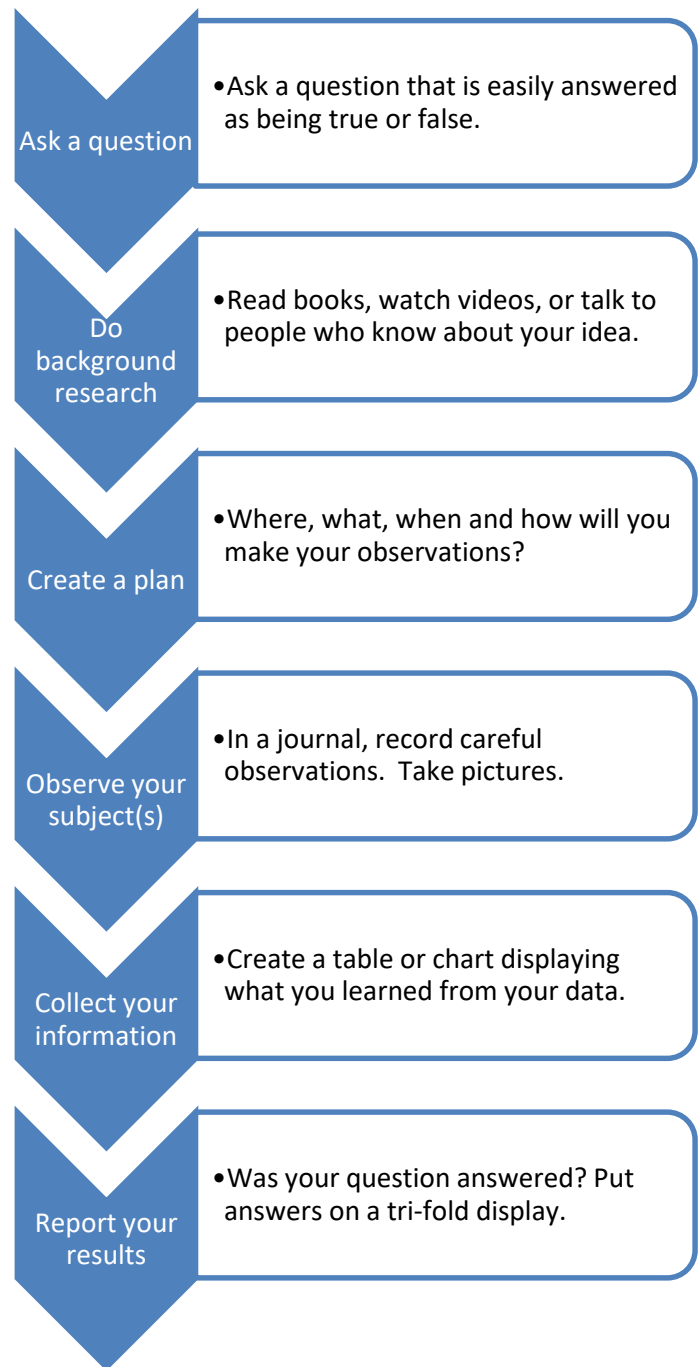 Ask a question
•Ask a question that is easily answered
as being true or false.
Do
background
research
•Read books, watch videos, or talk to
people who know about your idea.
Create a plan
•Where, what, when and how will you
make your observations?
Observe your
subject(s)
•In a journal, record careful
observations.  Take pictures.
Collect your
information
•Create a table or chart displaying
what you learned from your data.
Report your
results
•Was your question answered? Put
answers on a tri-fold display.